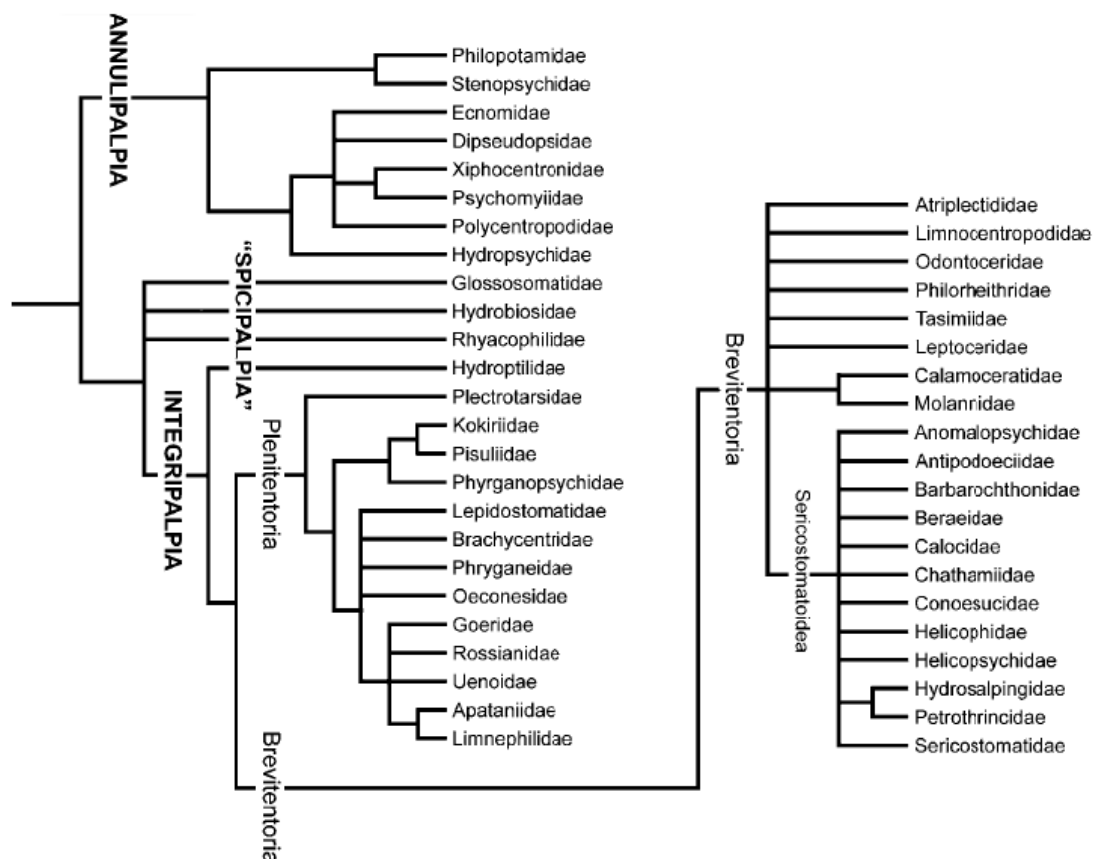 ANNULIPALPIA
Philopotamidae
Stenopsychidae
Ecnomidae
Dipseudopsidae
Xiphocentronidae
Psychomyiidae
Polycentropodidae
Hydropsychidae
"SPICIPALPIA"
Glossosomatidae
Hydrobiosidae
Rhyacophilidae
Hydroptilidae
INTEGRIPALPIA
Plenitentoria
Plectrotarsidae
Kokiriidae
Pisuliidae
Phyrganopsychidae
Lepidostomatidae
Brachycentridae
Phryganeidae
Oeconesidae
Goeridae
Rossianidae
Uenoidae
Apataniidae
Limnephilidae
Brevitentoria
Brevitentoria
Atriplectididae
Limnocentropodidae
Odontoceridae
Philorheithridae
Tasimiidae
Leptoceridae
Calamoceratidae
Molannidae
Sericostomatoidea
Anomalopsychidae
Antipodoeciidae
Barbarochthonidae
Beraeidae
Calocidae
Chathamiidae
Conoesucidae
Helicophidae
Helicopsychidae
Hydrosalpingidae
Petrothrincidae
Sericostomatidae